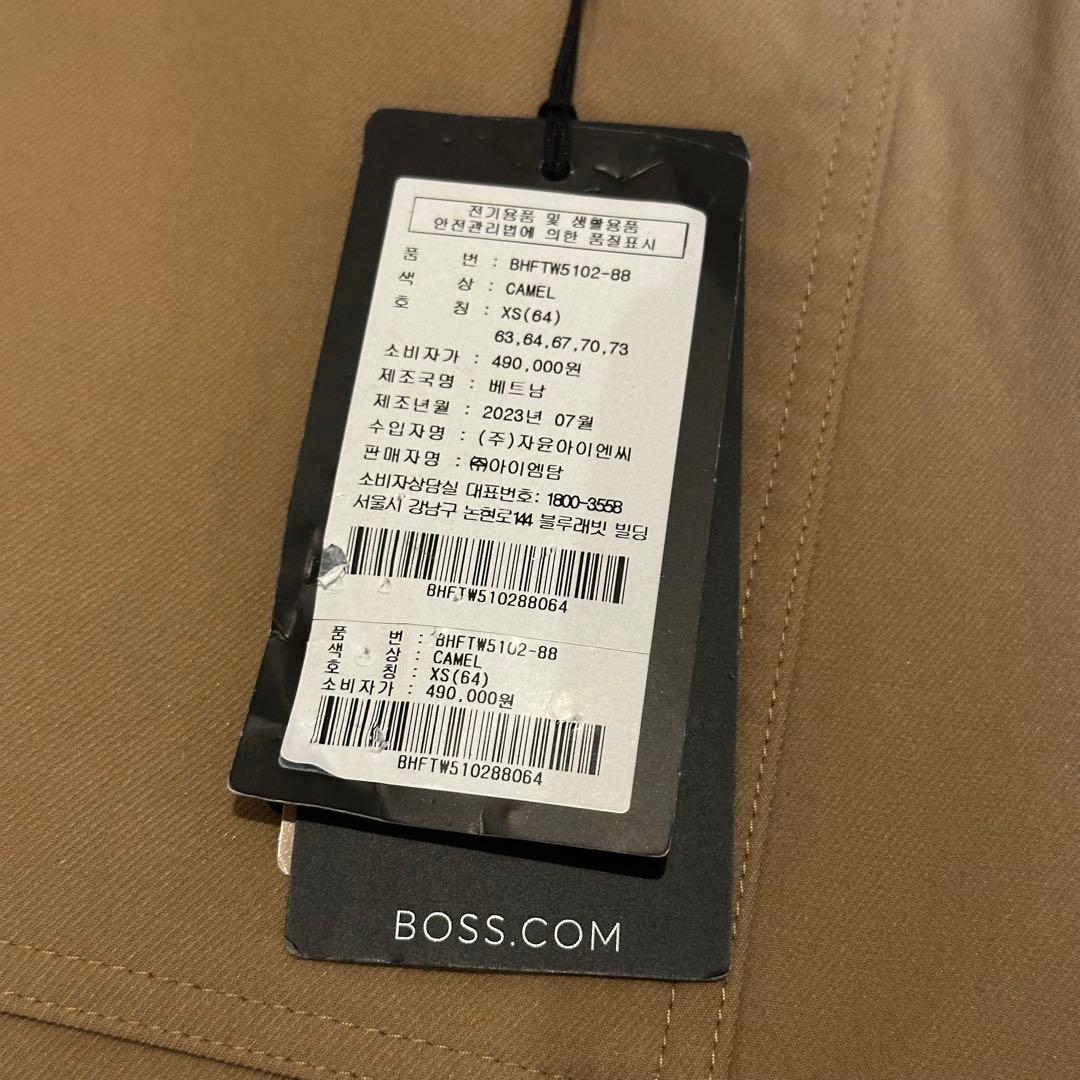 전기용품 및 생활용품
안전관리법에 의한 품질표시
품 번 : BHFTW5102-88
색 상 : CAMEL
호 칭 : XS(64)
63,64,67,70,73
소비자가 : 490,000원
제조국명 : 베트남
제조년월 : 2023년 07월
수입자명 : (주)자윤아이엔씨
판매자명 : ㈜아이엠탐
소비자상담실 대표번호: 1800-3558
서울시 강남구 논현로144 블루래빗 빌딩
BHFTW510288064
품 번 : BHFTW5102-88
색 상 : CAMEL
호 칭 : XS(64)
소비자가 : 490,000원
BHFTW510288064
BOSS.COM